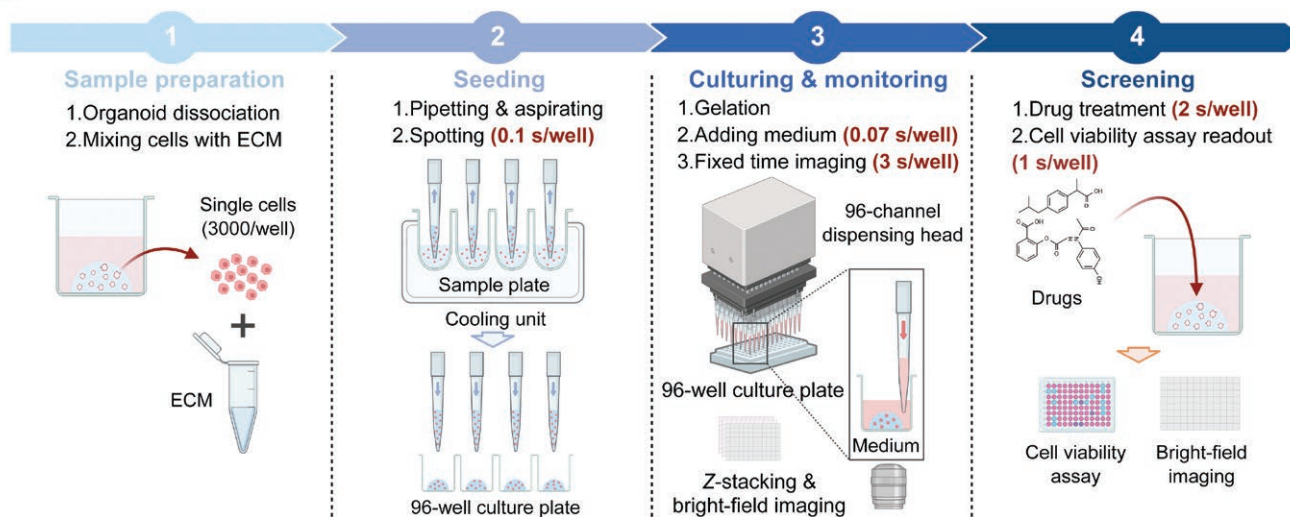 1
Sample preparation
1.Organoid dissociation
2.Mixing cells with ECM
Single cells
(3000/well)
+
ECM
2
Seeding
1.Pipetting & aspirating
2.Spotting (0.1 s/well)
Sample plate
Cooling unit
96-well culture plate
3
Culturing & monitoring
1.Gelation
2.Adding medium (0.07 s/well)
3.Fixed time imaging (3 s/well)
96-channel
dispensing head
96-well culture plate
Medium
Z-stacking &
bright-field imaging
4
Screening
1.Drug treatment (2 s/well)
2.Cell viability assay readout
(1 s/well)
OH
O
OH
O
O
O
O
OH
Drugs
Cell viability
assay
Bright-field
imaging